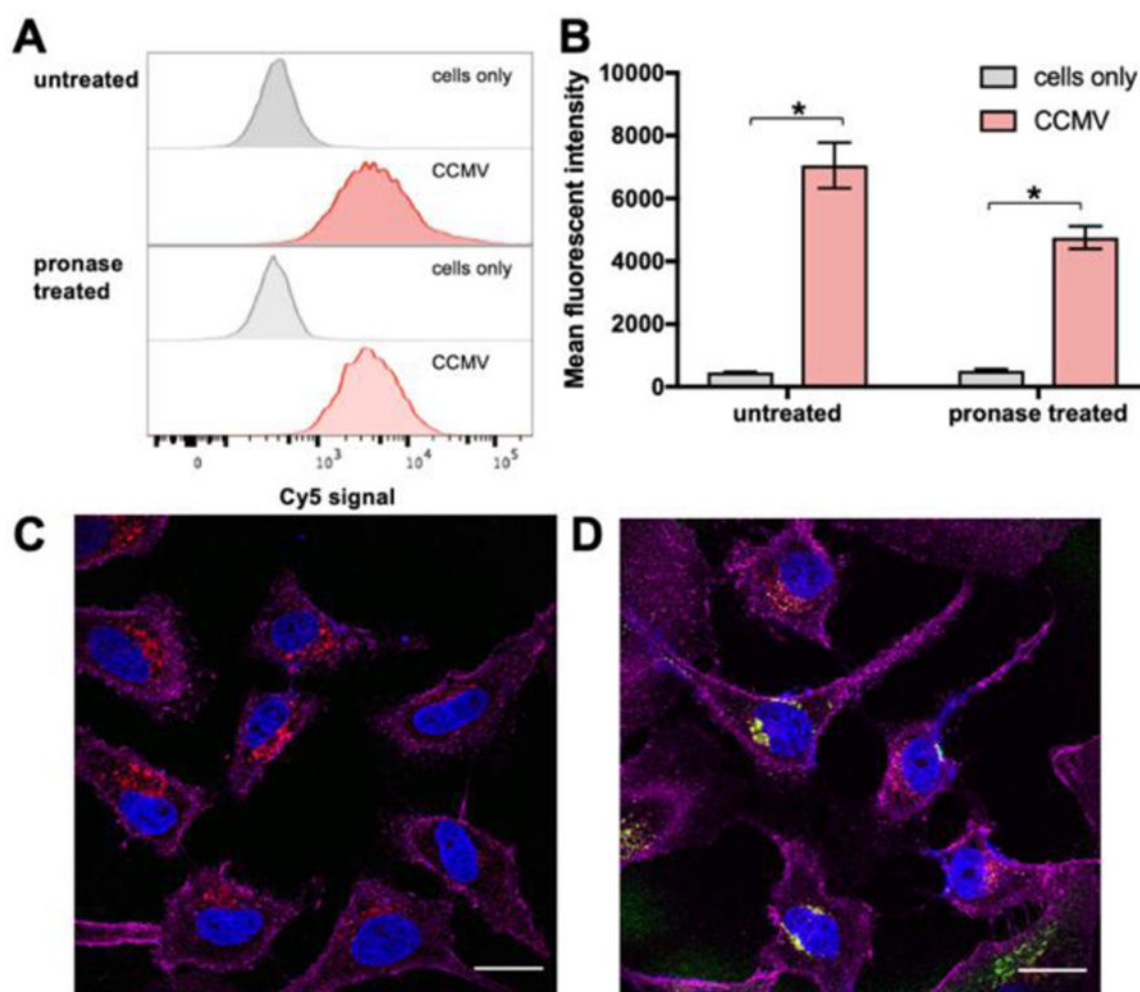 A
untreated
cells only
CCMV
pronase
treated
cells only
CCMV
0
10³
10⁴
10⁵
Cy5 signal
B
Mean fluorescent intensity
10000
8000
6000
4000
2000
0
*
*
cells only
CCMV
untreated
pronase treated
C
D